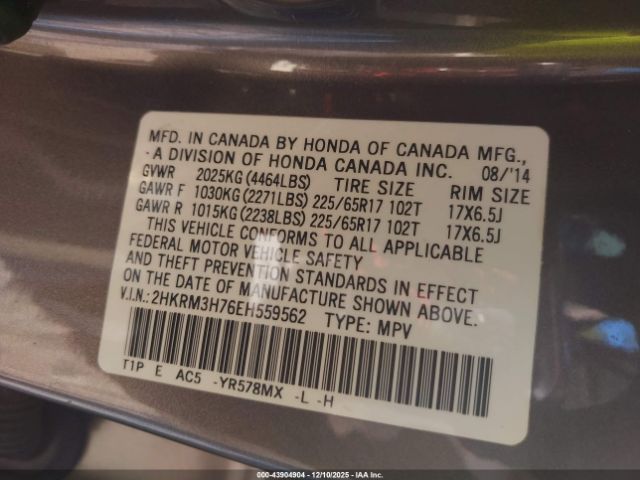 MFD. IN CANADA BY HONDA OF CANADA MFG.,
A DIVISION OF HONDA CANADA INC. 08/'14
GVWR 2025KG (4464LBS) TIRE SIZE RIM SIZE
GAWR F 1030KG (2271LBS) 225/65R17 102T 17X6.5J
GAWR R 1015KG (2238LBS) 225/65R17 102T 17X6.5J
THIS VEHICLE CONFORMS TO ALL APPLICABLE
FEDERAL MOTOR VEHICLE SAFETY
AND THEFT PREVENTION STANDARDS IN EFFECT
ON THE DATE OF MANUFACTURE SHOWN ABOVE.
V.I.N.: 2HKRM3H76EH559562 TYPE: MPV
T1P E AC5 -YR578MX -L -H
000-43904904 | 12/10/2025 | IAA Inc.